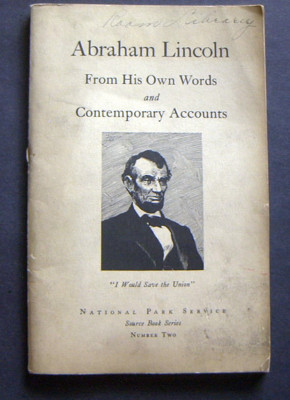 Library
Abraham Lincoln
From His Own Words
and
Contemporary Accounts
"I Would Save the Union"
National Park Service
Source Book Series
Number Two